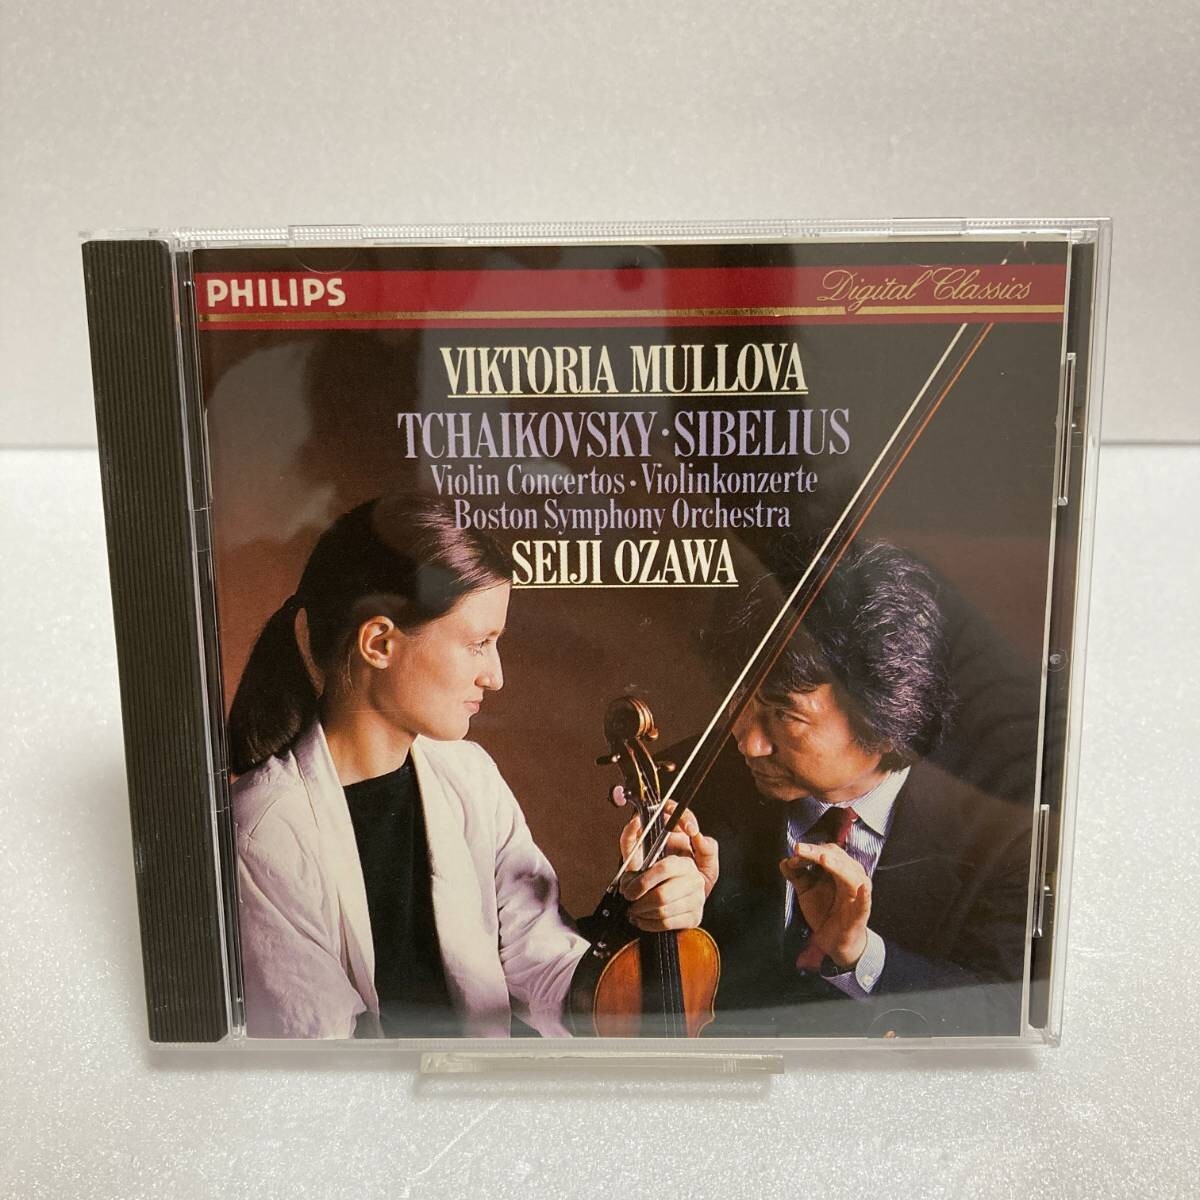 PHILIPS
Digital Classics
VIKTORIA MULLOVA
TCHAIKOVSKY · SIBELIUS
Violin Concertos · Violinkonzerte
Boston Symphony Orchestra
SEIJI OZAWA